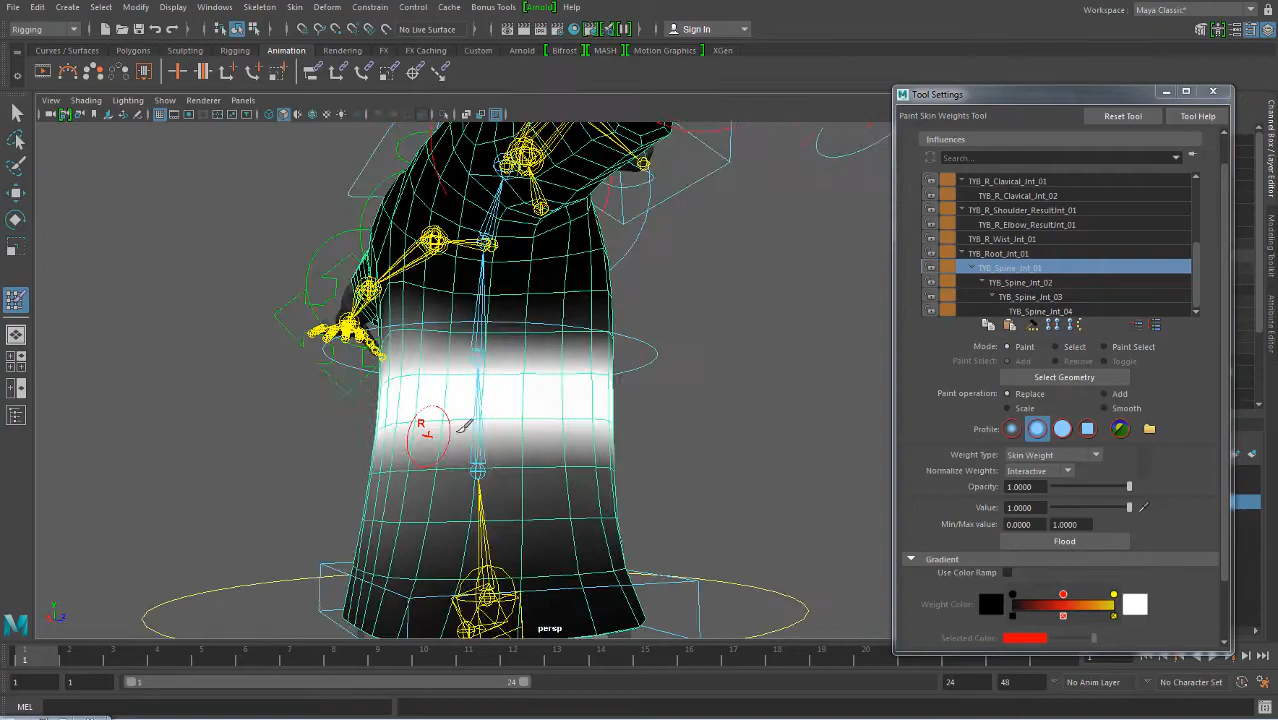 File Edit Create Select Modify Display Windows Skeleton Skin Deform Constrain Control Cache Bonus Tools [Arnold] Help
Workspace : Maya Classic*
Rigging
No Live Surface
Sign In
Curves / Surfaces Polygons Sculpting Rigging Animation Rendering FX FX Caching Custom Arnold Bifrost MASH Motion Graphics XGen
View Shading Lighting Show Renderer Panels
Tool Settings
Paint Skin Weights Tool
Reset Tool
Tool Help
Influences
Search...
TYB_R_Clavical_Jnt_01
TYB_R_Clavical_Jnt_02
TYB_R_Shoulder_ResultJnt_01
TYB_R_Elbow_ResultJnt_01
TYB_R_Wist_Jnt_01
TYB_Root_Jnt_01
TYB_Spine_Jnt_01
TYB_Spine_Jnt_02
TYB_Spine_Jnt_03
TYB_Spine_Jnt_04
Mode: Paint Select Paint Select
Paint Select: Add Remove Toggle
Select Geometry
Paint operation: Replace Add
Scale Smooth
Profile:
Weight Type: Skin Weight
Normalize Weights: Interactive
Opacity: 1.0000
Value: 1.0000
Min/Max value: 0.0000 1.0000
Flood
Gradient
Use Color Ramp
Weight Color:
Selected Color:
Channel Box / Layer Editor
Modeling Toolkit
Attribute Editor
R
persp
1 2 3 4 5 6 7 8 9 10 11 12 13 14 15 16 17 18 19 20
1
1 1 1 24 24 48 No Anim Layer No Character Set
MEL